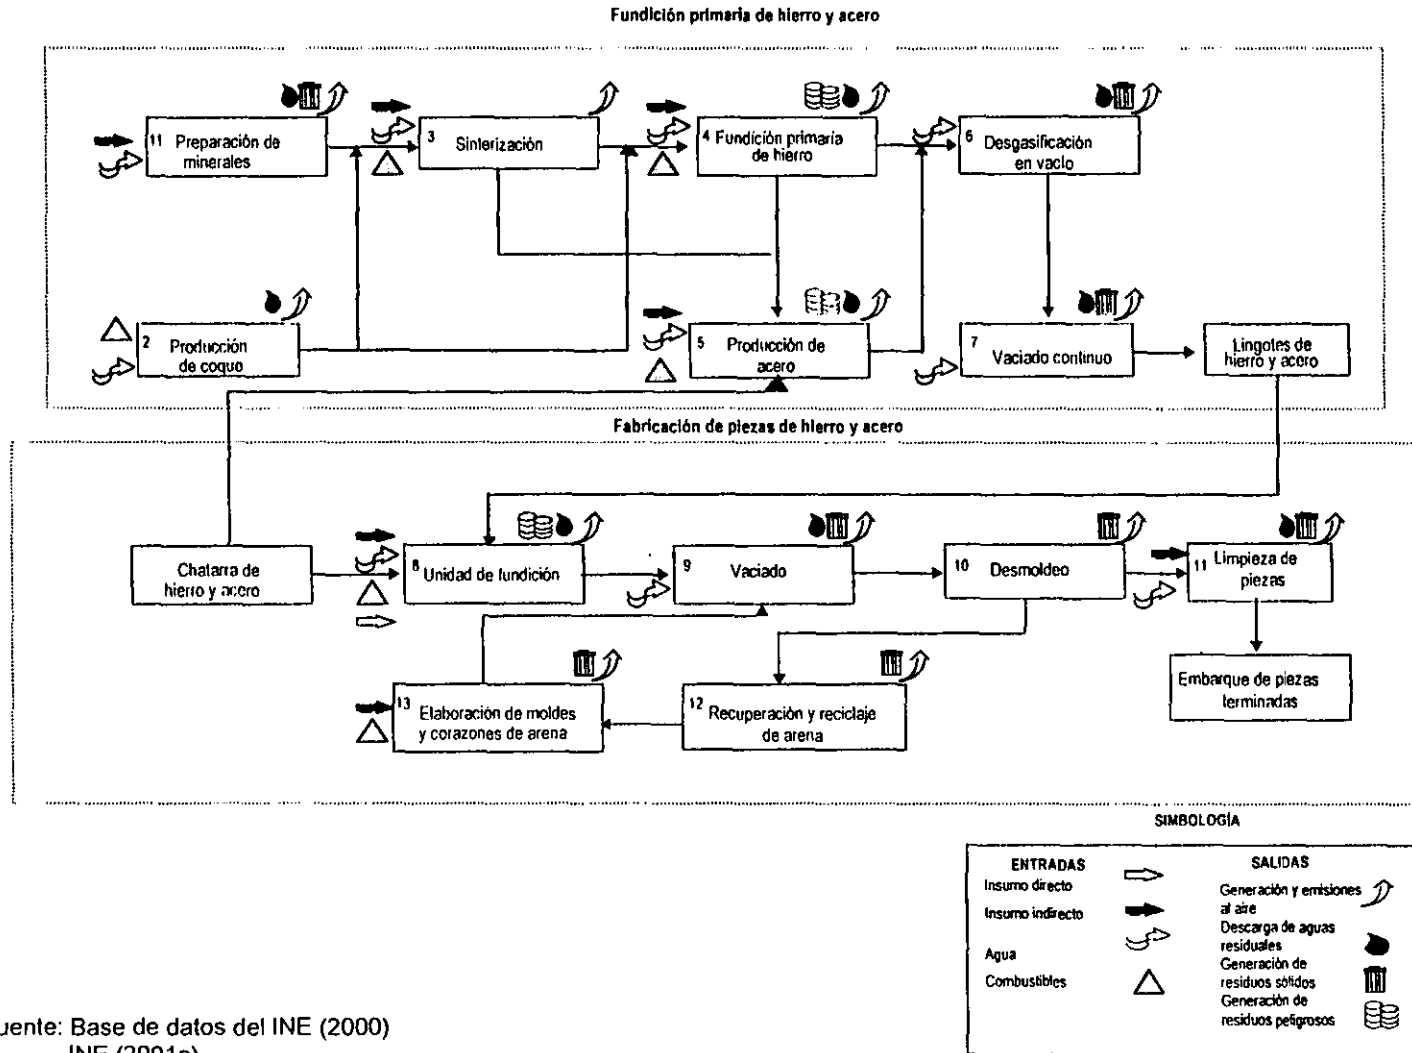 Fundición primaria de hierro y acero
11 Preparación de
minerales
3 Sinterización
4 Fundición primaria
de hierro
6 Desgasificación
en vacío
2 Producción
de coque
5 Producción de
acero
7 Vaciado continuo
Lingotes de
hierro y acero
Fabricación de piezas de hierro y acero
Chatarra de
hierro y acero
8 Unidad de fundición
9 Vaciado
10 Desmoldeo
11 Limpieza de
piezas
13 Elaboración de moldes
y corazones de arena
12 Recuperación y reciclaje
de arena
Embarque de piezas
terminadas
SIMBOLOGÍA
ENTRADAS
Insumo directo
Insumo indirecto
Agua
Combustibles
SALIDAS
Generación y emisiones
al aire
Descarga de aguas
residuales
Generación de
residuos sólidos
Generación de
residuos peligrosos
uente: Base de datos del INE (2000)